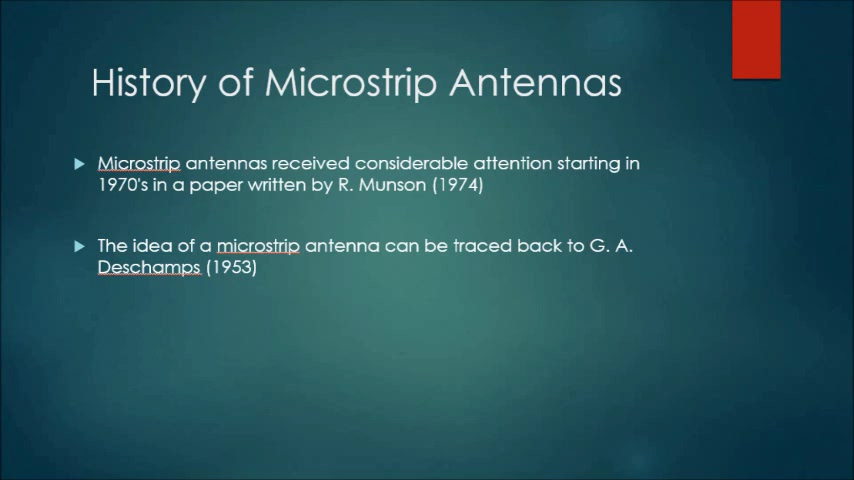 History of Microstrip Antennas
Microstrip antennas received considerable attention starting in
1970's in a paper written by R. Munson (1974)
The idea of a microstrip antenna can be traced back to G. A.
Deschamps (1953)